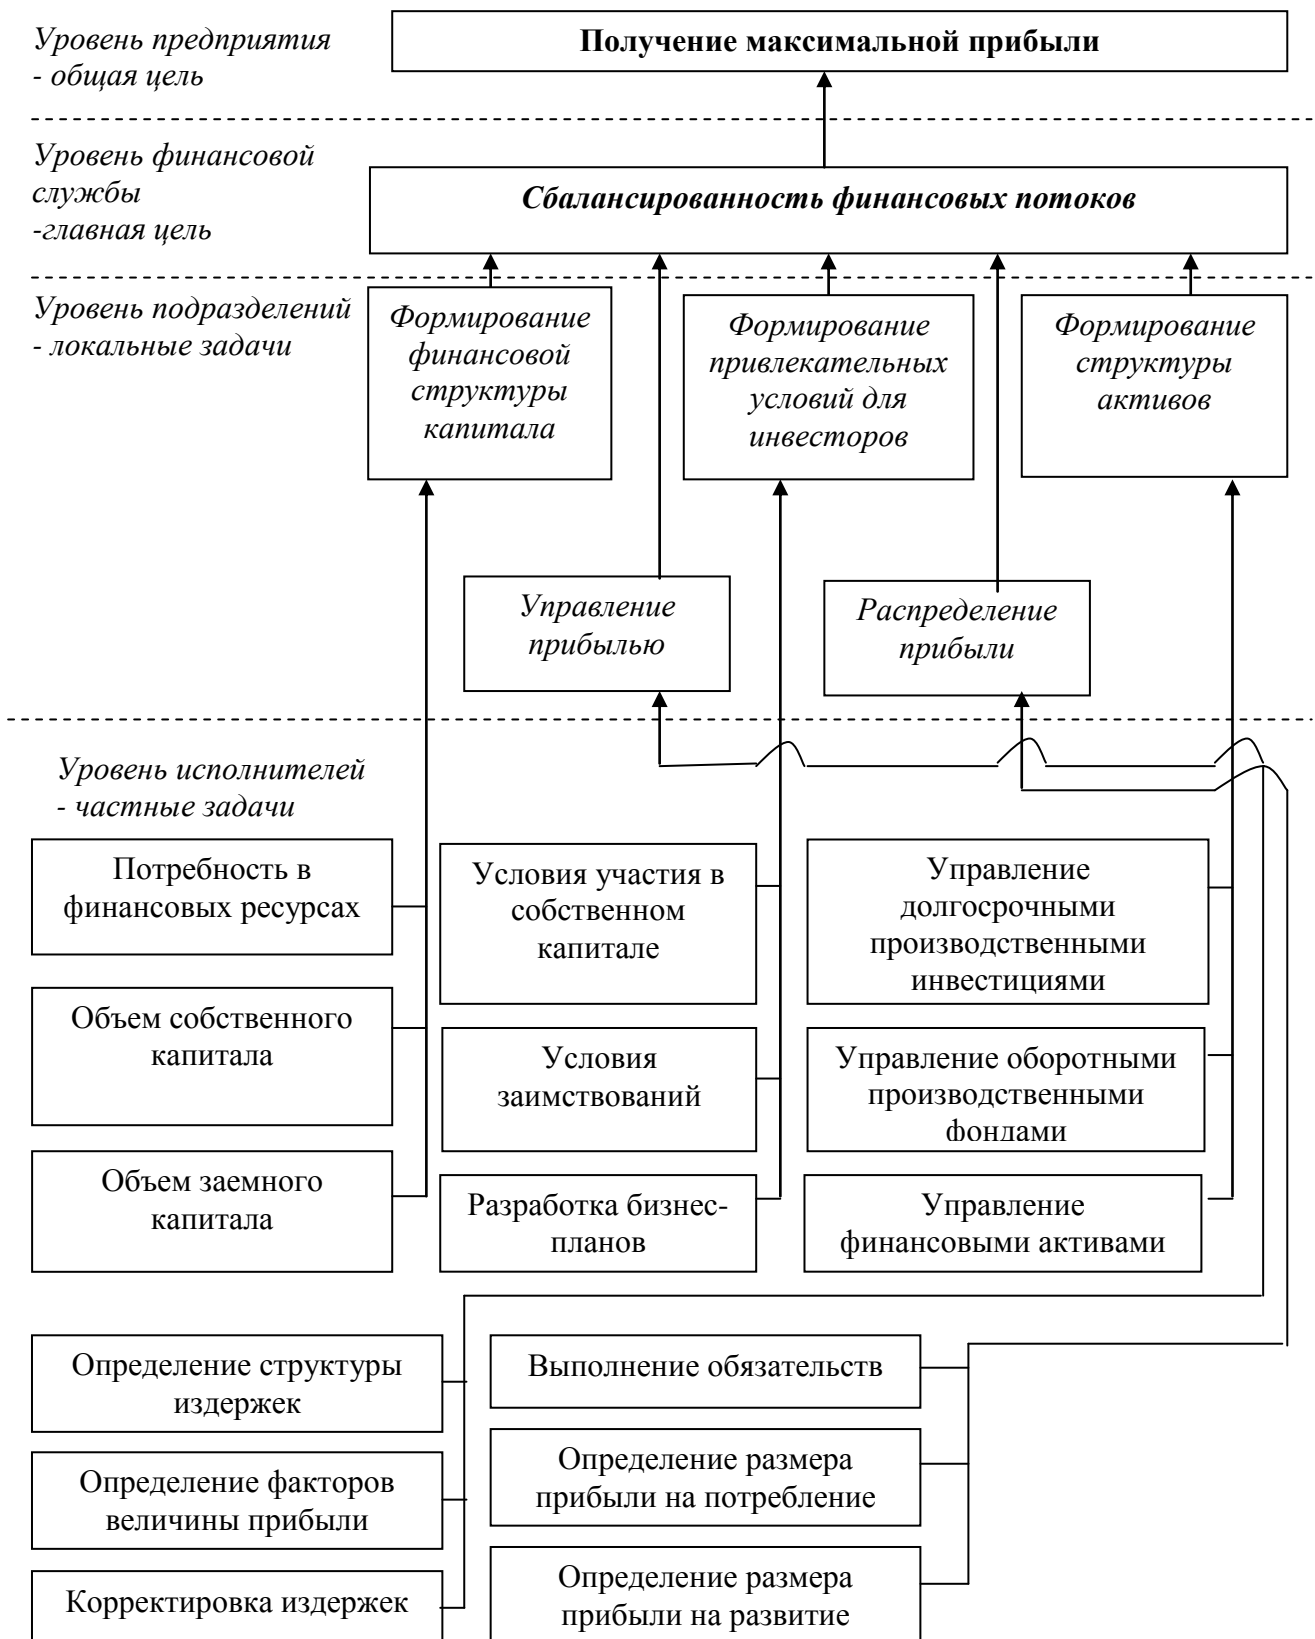 Уровень предприятия
- общая цель
Получение максимальной прибыли
Уровень финансовой
службы
-главная цель
Сбалансированность финансовых потоков
Уровень подразделений
- локальные задачи
Формирование
финансовой
структуры
капитала
Формирование
привлекательных
условий для
инвесторов
Формирование
структуры
активов
Управление
прибылью
Распределение
прибыли
Уровень исполнителей
- частные задачи
Потребность в
финансовых ресурсах
Условия участия в
собственном
капитале
Управление
долгосрочными
производственными
инвестициями
Объем собственного
капитала
Условия
заимствований
Управление оборотными
производственными
фондами
Объем заемного
капитала
Разработка бизнес-
планов
Управление
финансовыми активами
Определение структуры
издержек
Выполнение обязательств
Определение факторов
величины прибыли
Определение размера
прибыли на потребление
Корректировка издержек
Определение размера
прибыли на развитие